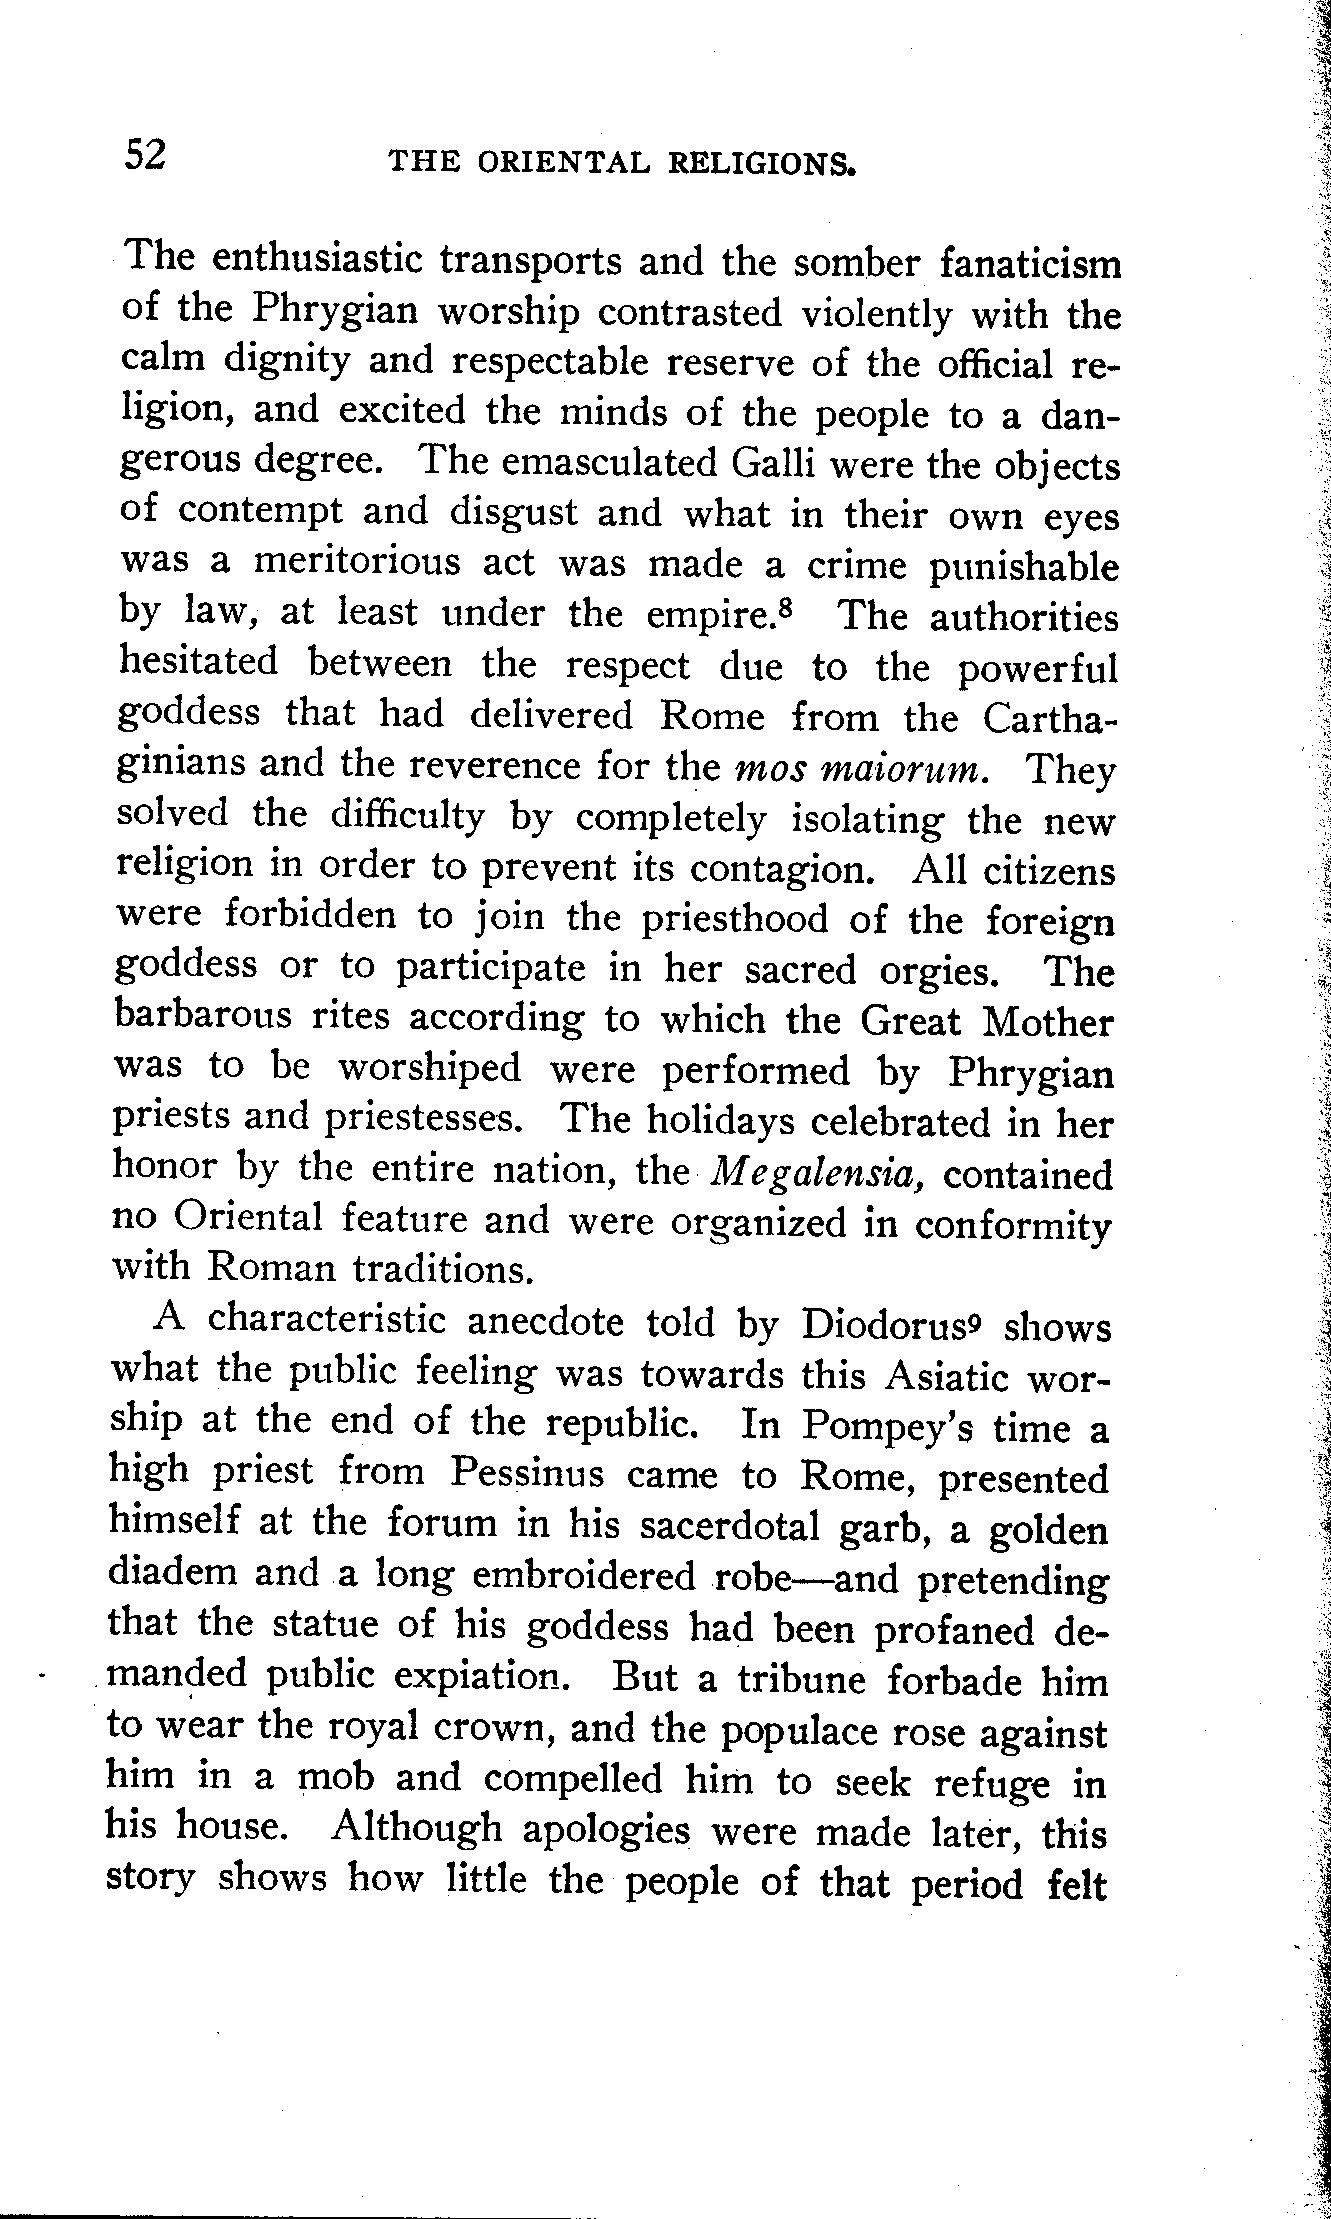 52
THE ORIENTAL RELIGIONS.
The enthusiastic transports and the somber fanaticism
of the Phrygian worship contrasted violently with the
calm dignity and respectable reserve of the official re-
ligion, and excited the minds of the people to a dan-
gerous degree. The emasculated Galli were the objects
of contempt and disgust and what in their own eyes
was a meritorious act was made a crime punishable
by law, at least under the empire.⁸ The authorities
hesitated between the respect due to the powerful
goddess that had delivered Rome from the Cartha-
ginians and the reverence for the mos maiorum. They
solved the difficulty by completely isolating the new
religion in order to prevent its contagion. All citizens
were forbidden to join the priesthood of the foreign
goddess or to participate in her sacred orgies. The
barbarous rites according to which the Great Mother
was to be worshiped were performed by Phrygian
priests and priestesses. The holidays celebrated in her
honor by the entire nation, the Megalensia, contained
no Oriental feature and were organized in conformity
with Roman traditions.
A characteristic anecdote told by Diodorus⁹ shows
what the public feeling was towards this Asiatic wor-
ship at the end of the republic. In Pompey's time a
high priest from Pessinus came to Rome, presented
himself at the forum in his sacerdotal garb, a golden
diadem and a long embroidered robe—and pretending
that the statue of his goddess had been profaned de-
manded public expiation. But a tribune forbade him
to wear the royal crown, and the populace rose against
him in a mob and compelled him to seek refuge in
his house. Although apologies were made later, this
story shows how little the people of that period felt